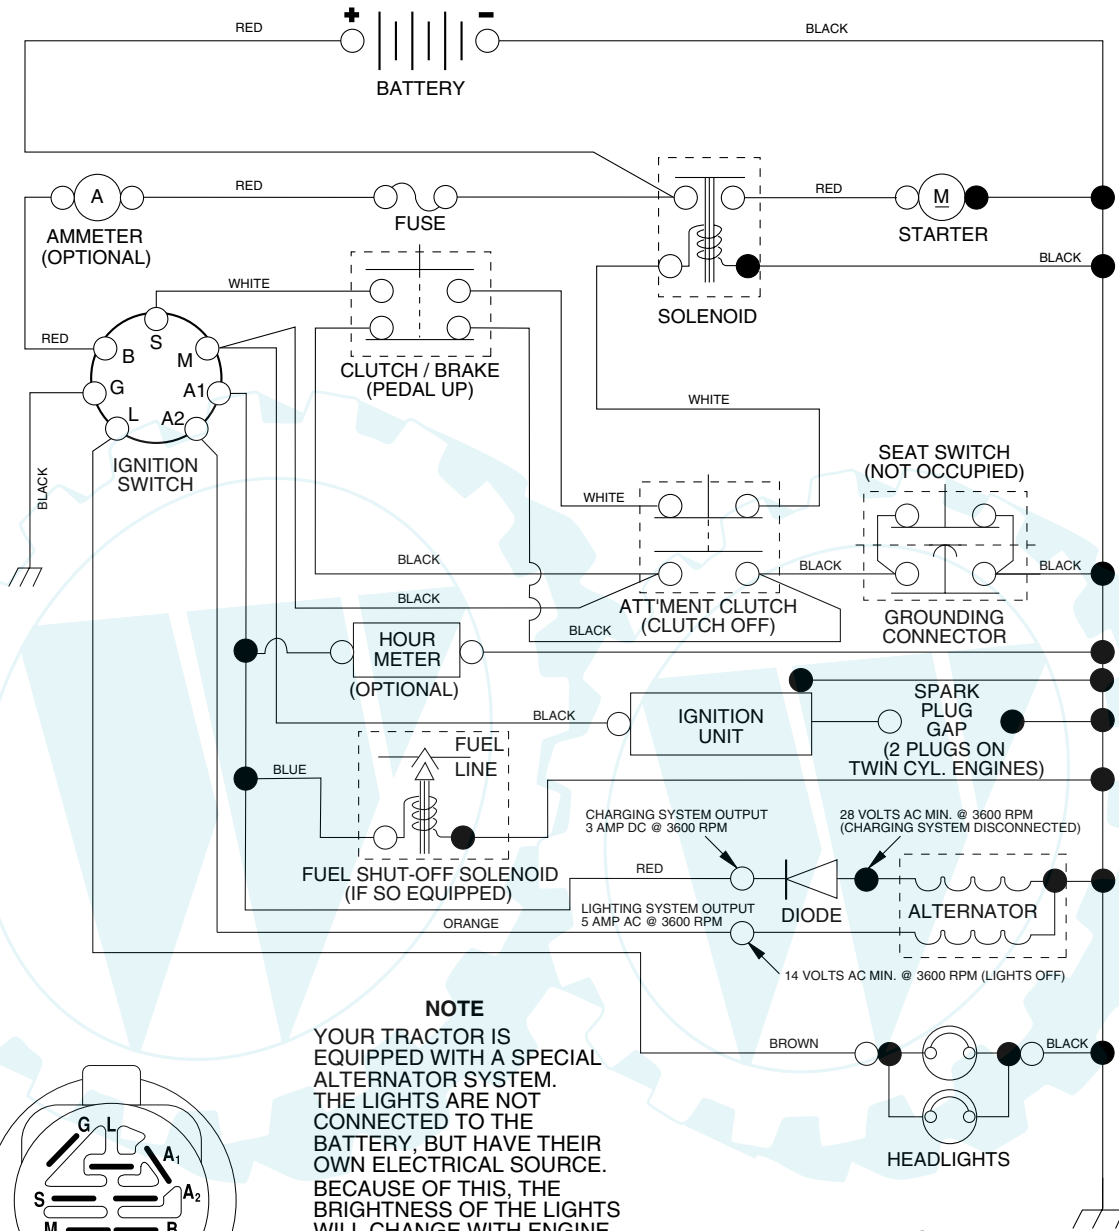 RED
+
-
BLACK
BATTERY
A
RED
RED
M
AMMETER
(OPTIONAL)
FUSE
STARTER
WHITE
BLACK
SOLENOID
RED
S
B
M
G
A1
L
A2
CLUTCH / BRAKE
(PEDAL UP)
WHITE
IGNITION
SWITCH
BLACK
SEAT SWITCH
(NOT OCCUPIED)
WHITE
BLACK
BLACK
BLACK
BLACK
ATT'MENT CLUTCH
(CLUTCH OFF)
GROUNDING
CONNECTOR
BLACK
HOUR
METER
(OPTIONAL)
BLACK
IGNITION
UNIT
SPARK
PLUG
GAP
(2 PLUGS ON
TWIN CYL. ENGINES)
FUEL
LINE
BLUE
FUEL SHUT-OFF SOLENOID
(IF SO EQUIPPED)
CHARGING SYSTEM OUTPUT
3 AMP DC @ 3600 RPM
28 VOLTS AC MIN. @ 3600 RPM
(CHARGING SYSTEM DISCONNECTED)
RED
DIODE
ALTERNATOR
LIGHTING SYSTEM OUTPUT
5 AMP AC @ 3600 RPM
ORANGE
14 VOLTS AC MIN. @ 3600 RPM (LIGHTS OFF)
BROWN
BLACK
HEADLIGHTS
NOTE
YOUR TRACTOR IS
EQUIPPED WITH A SPECIAL
ALTERNATOR SYSTEM.
THE LIGHTS ARE NOT
CONNECTED TO THE
BATTERY, BUT HAVE THEIR
OWN ELECTRICAL SOURCE.
BECAUSE OF THIS, THE
BRIGHTNESS OF THE LIGHTS
WILL CHANGE WITH ENGINE
G
L
A1
A2
S
M
B